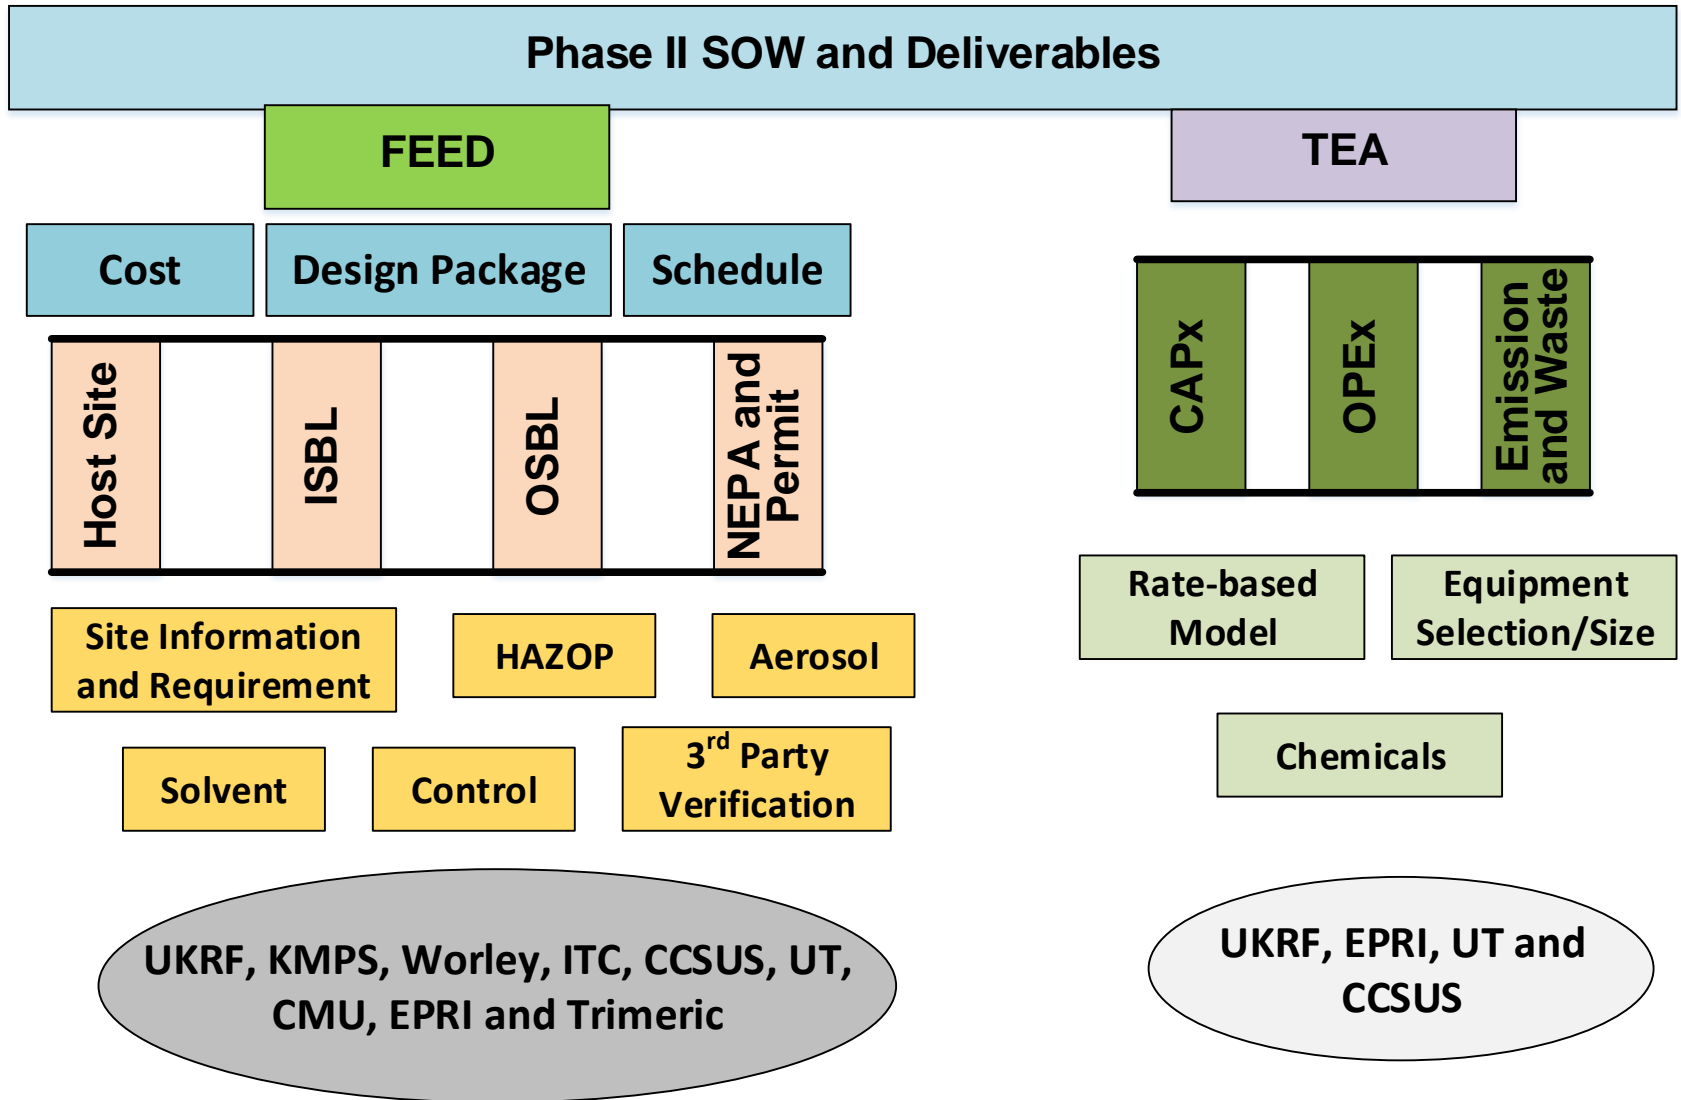 Phase II SOW and Deliverables
FEED
TEA
Cost
Design Package
Schedule
Host Site
ISBL
OSBL
NEPA and
Permit
CAPx
OPEx
Emission
and Waste
Site Information
and Requirement
HAZOP
Aerosol
Solvent
Control
3rd Party
Verification
Rate-based
Model
Equipment
Selection/Size
Chemicals
UKRF, KMPS, Worley, ITC, CCSUS, UT,
CMU, EPRI and Trimeric
UKRF, EPRI, UT and
CCSUS